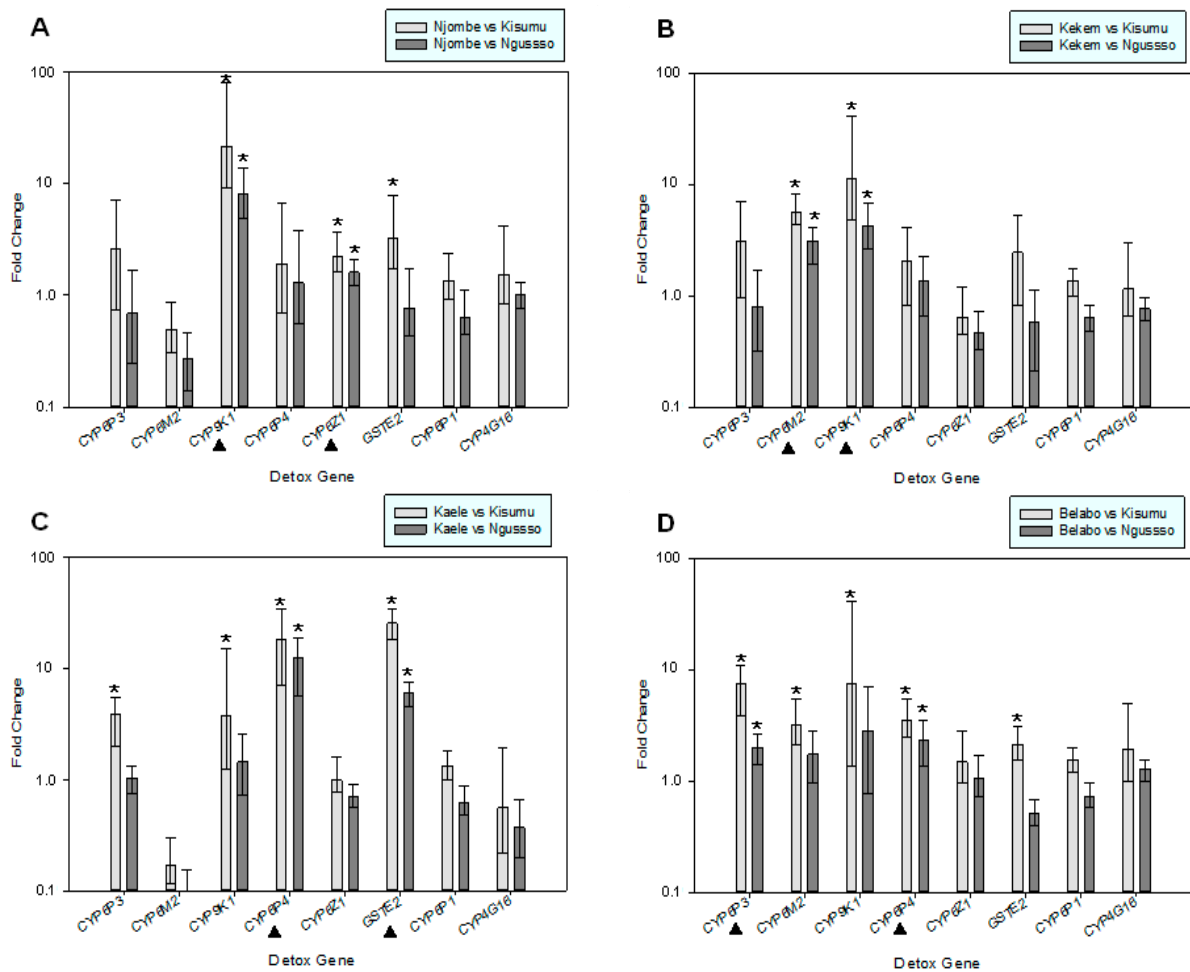 A
Njombe vs Kisumu
Njombe vs Ngussso
Fold Change
100
10
1.0
0.1
*
*
*
*
*
CYP6P3
CYP6M2
CYP9K1
CYP6P4
CYP6Z1
GSTE2
CYP6P1
CYP4G16
Detox Gene
B
Kekem vs Kisumu
Kekem vs Ngussso
Fold Change
100
10
1.0
0.1
*
*
*
*
CYP6P3
CYP6M2
CYP9K1
CYP6P4
CYP6Z1
GSTE2
CYP6P1
CYP4G16
Detox Gene
C
Kaele vs Kisumu
Kaele vs Ngussso
Fold Change
100
10
1.0
0.1
*
*
*
*
*
*
CYP6P3
CYP6M2
CYP9K1
CYP6P4
CYP6Z1
GSTE2
CYP6P1
CYP4G16
Detox Gene
D
Belabo vs Kisumu
Belabo vs Ngussso
Fold Change
100
10
1.0
0.1
*
*
*
*
*
*
*
CYP6P3
CYP6M2
CYP9K1
CYP6P4
CYP6Z1
GSTE2
CYP6P1
CYP4G16
Detox Gene